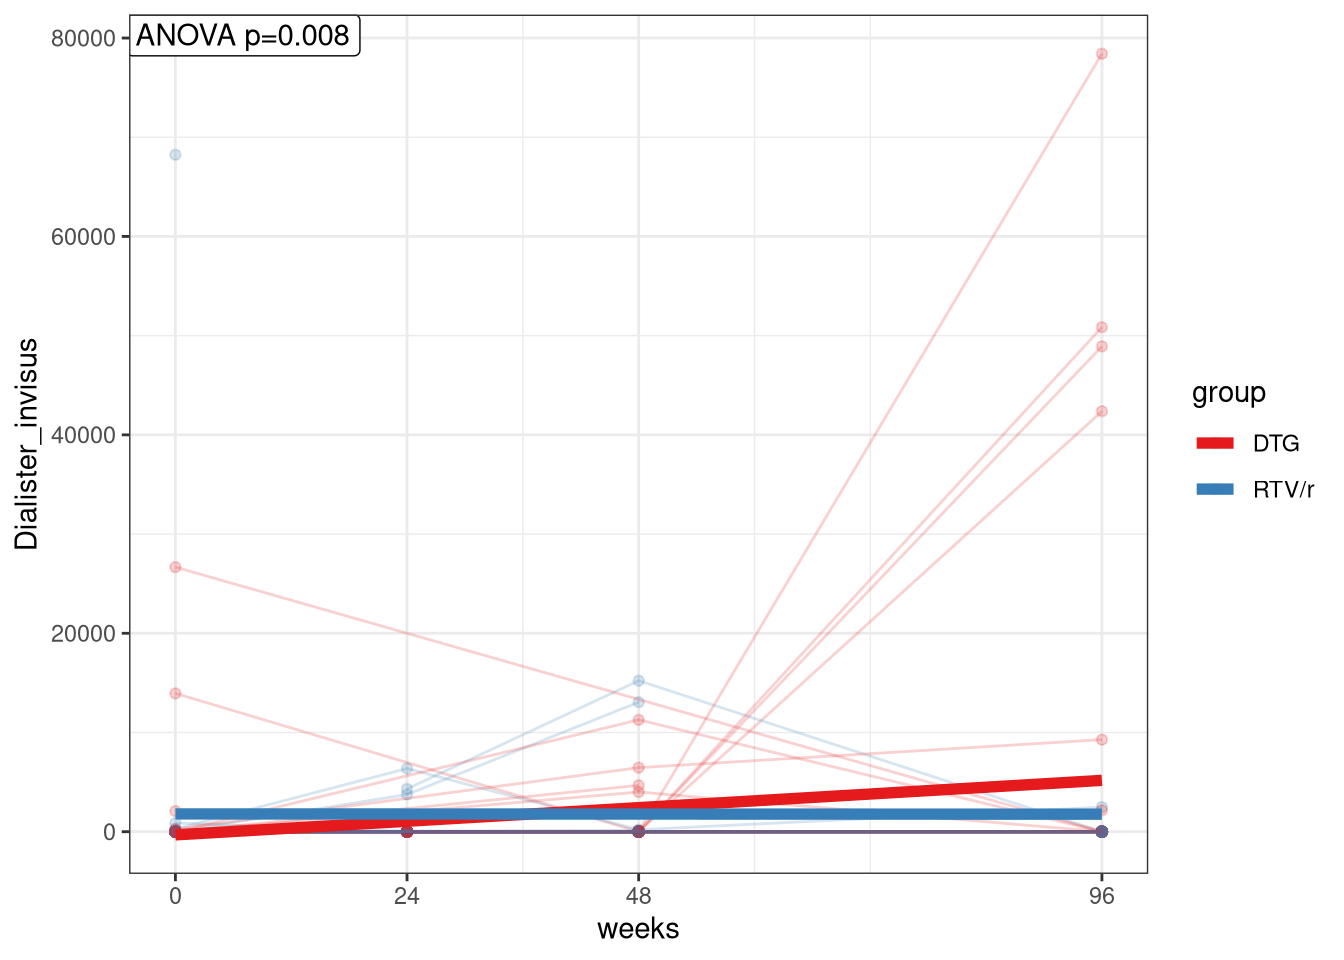 ANOVA p=0.008
80000
60000
40000
20000
0
0 24 48 96
weeks
Dialister_invisus
group
DTG
RTV/r